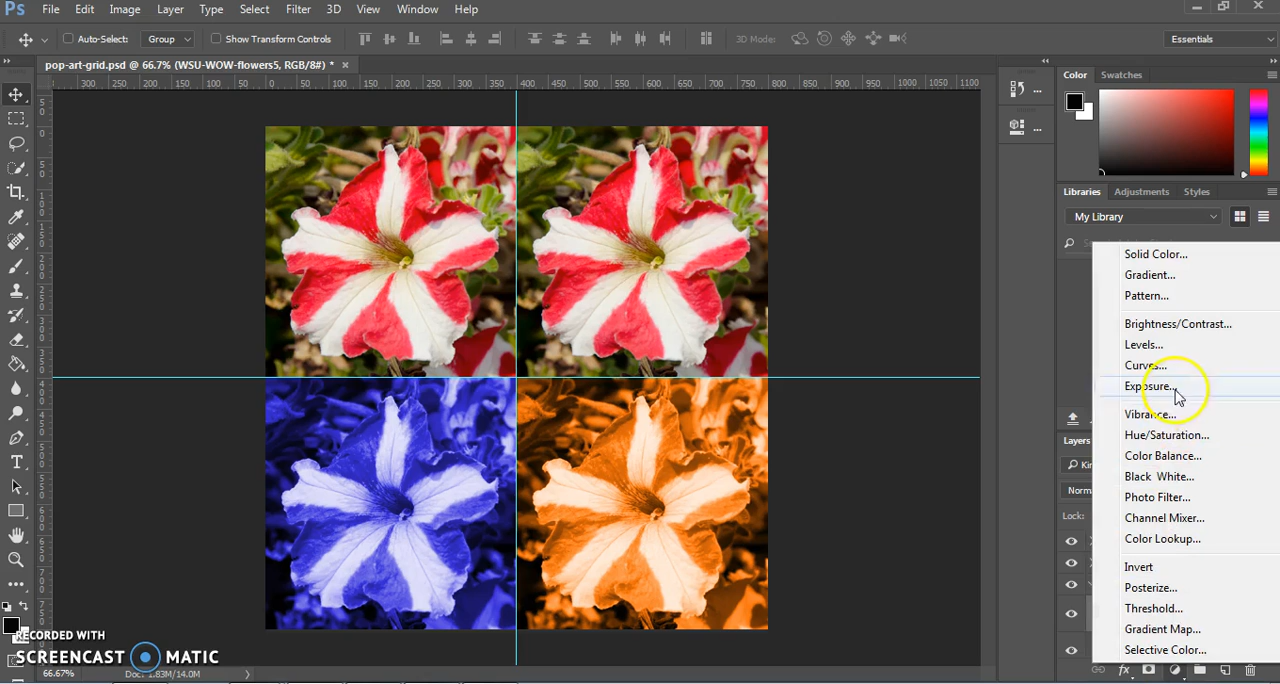 Ps File Edit Image Layer Type Select Filter 3D View Window Help
Auto-Select: Group Show Transform Controls 3D Mode: Essentials
pop-art-grid.psd @ 66.7% (WSU-WOW-flowers5, RGB/8#) * ×
300 250 200 150 100 50 0 50 100 150 200 250 300 350 400 450 500 550 600 650 700 750 800 850 900 950 1000 1050 1100
Color Swatches
Libraries Adjustments Styles
My Library
Solid Color...
Gradient...
Pattern...
Brightness/Contrast...
Levels...
Curves...
Exposure...
Vibrance...
Layers
Hue/Saturation...
Color Balance...
Black White...
Norm
Photo Filter...
Lock:
Channel Mixer...
Color Lookup...
Invert
Posterize...
Threshold...
Gradient Map...
Selective Color...
RECORDED WITH
SCREENCAST MATIC
66.67% Doc: 1.83M/14.0M